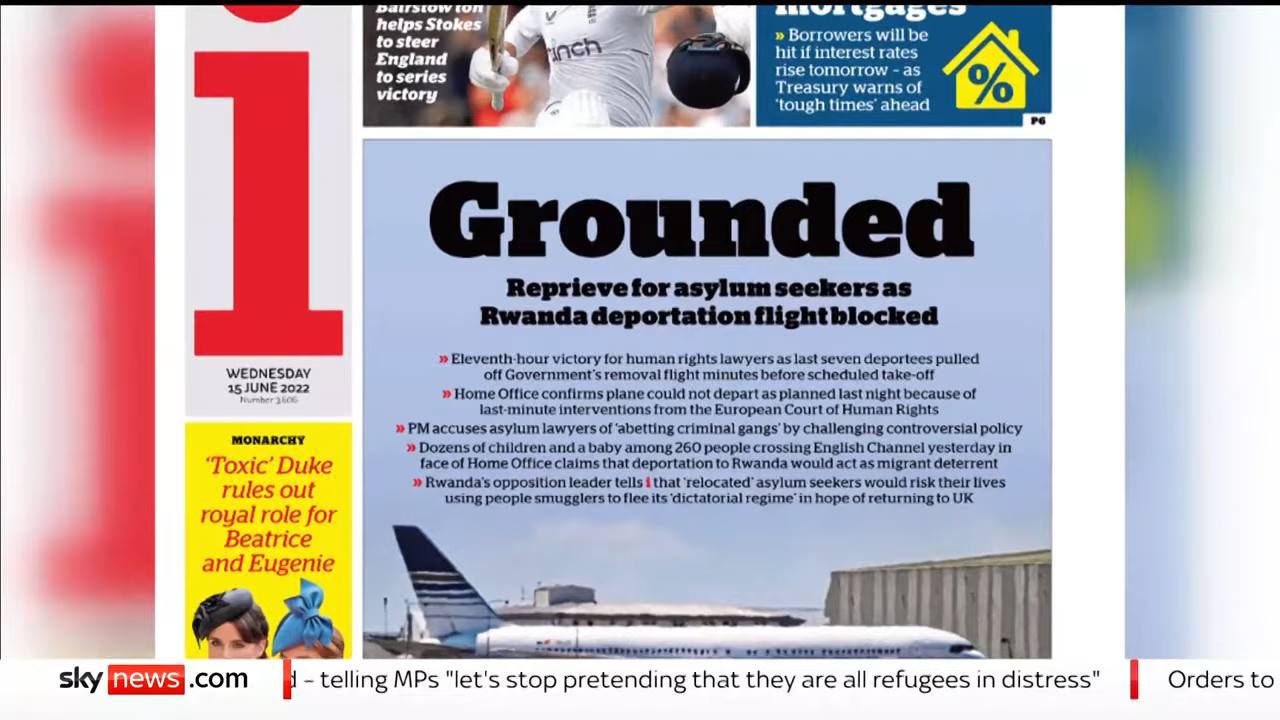 Bairstow ton
helps Stokes
to steer
England
to series
victory
cinch
mortgages
» Borrowers will be
hit if interest rates
rise tomorrow – as
Treasury warns of
‘tough times’ ahead
%
P6
i
WEDNESDAY
15 JUNE 2022
Number 3,606
MONARCHY
‘Toxic’ Duke
rules out
royal role for
Beatrice
and Eugenie
Grounded
Reprieve for asylum seekers as
Rwanda deportation flight blocked
» Eleventh-hour victory for human rights lawyers as last seven deportees pulled
off Government’s removal flight minutes before scheduled take-off
» Home Office confirms plane could not depart as planned last night because of
last-minute interventions from the European Court of Human Rights
» PM accuses asylum lawyers of ‘abetting criminal gangs’ by challenging controversial policy
» Dozens of children and a baby among 260 people crossing English Channel yesterday in
face of Home Office claims that deportation to Rwanda would act as migrant deterrent
» Rwanda’s opposition leader tells i that ‘relocated’ asylum seekers would risk their lives
using people smugglers to flee its ‘dictatorial regime’ in hope of returning to UK
sky news .com
– telling MPs "let's stop pretending that they are all refugees in distress"
Orders to